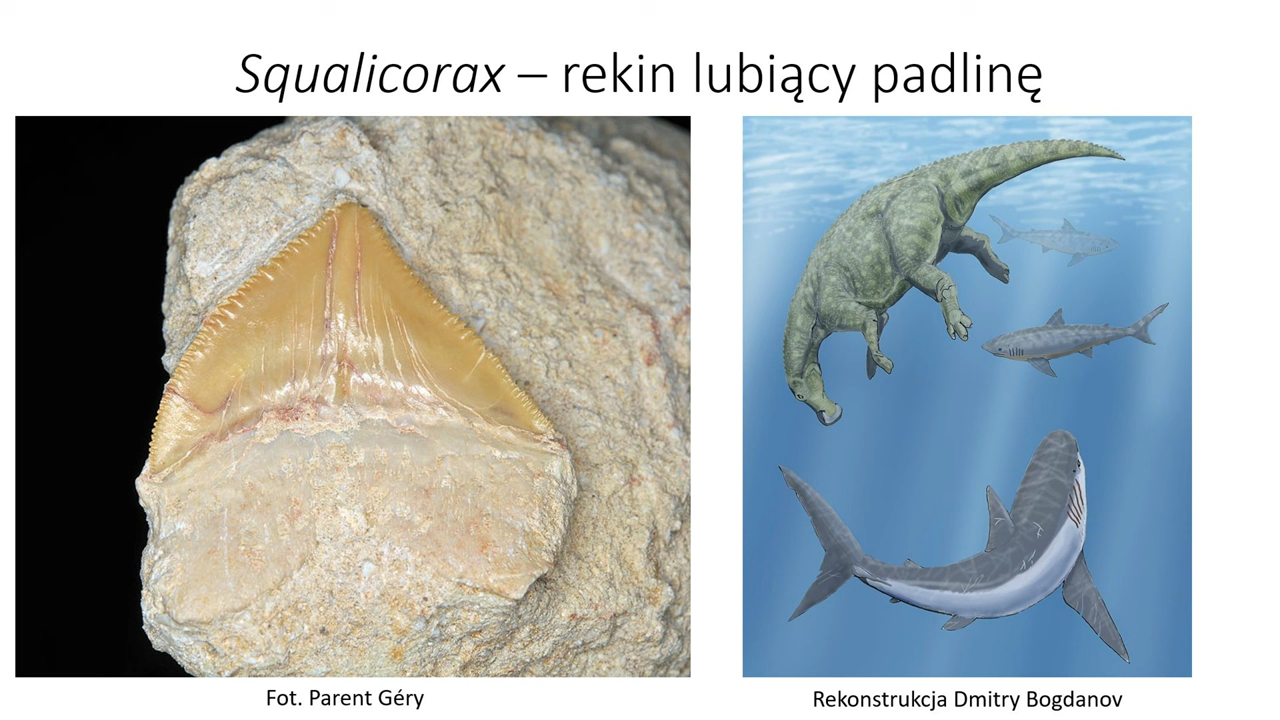 Squalicorax – rekin lubiący padlinę
Fot. Parent Géry
Rekonstrukcja Dmitry Bogdanov